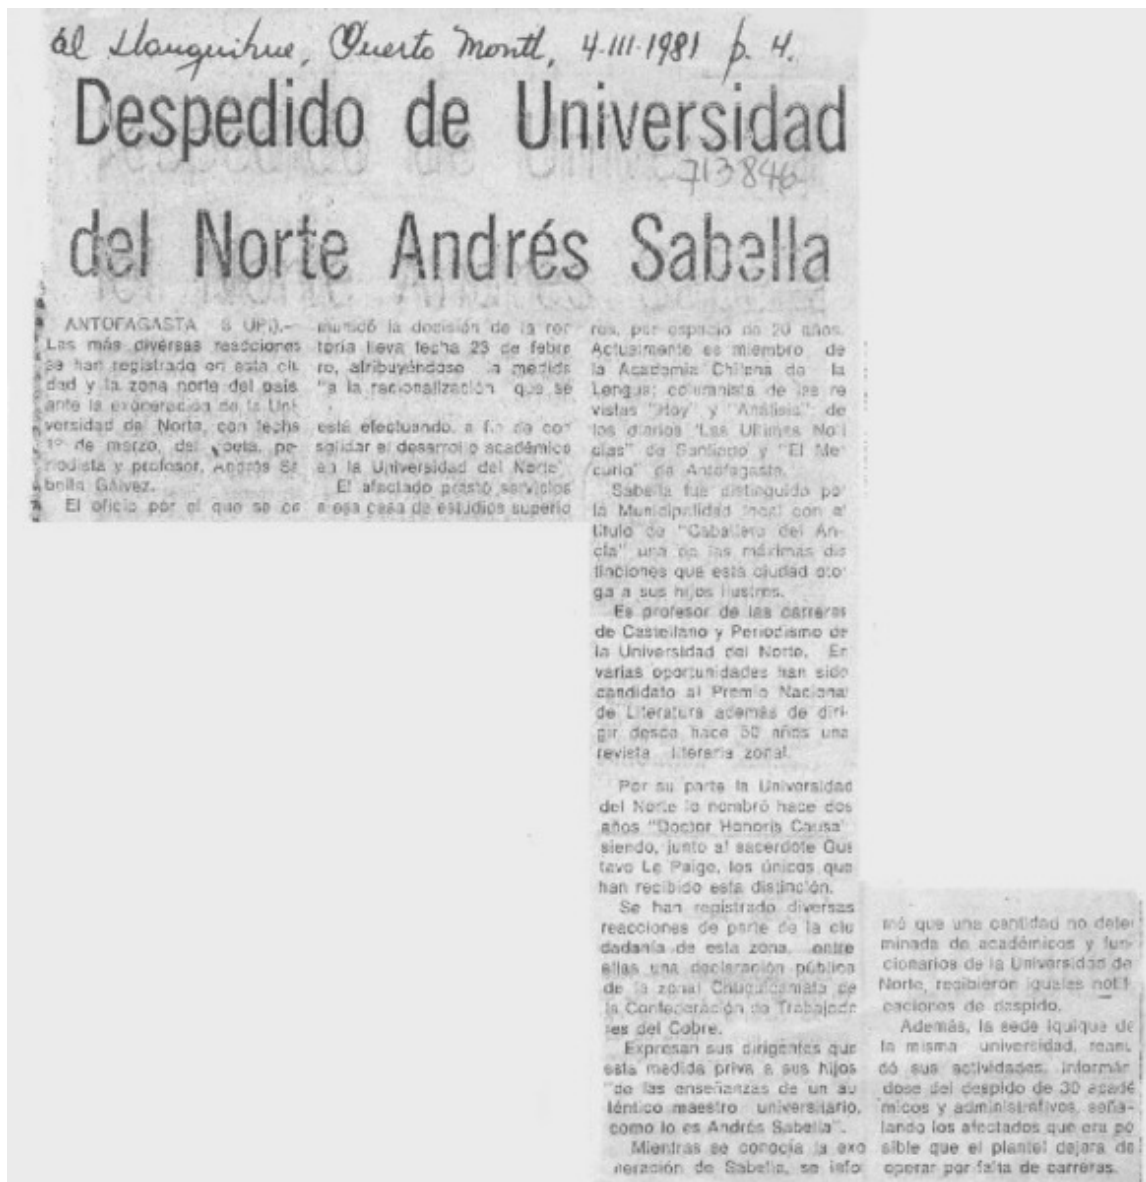 El Llanquihue, Puerto Montt, 4-III-1981 p. 4.
Despedido de Universidad
713846
del Norte Andrés Sabella
ANTOFAGASTA 3 UPI).—
Las más diversas reacciones
se han registrado en esta ciu
dad y la zona norte del país
ante la exoneración de la Uni
versidad del Norte, con fecha
1º de marzo, del poeta, pe-
riodista y profesor, Andrés Sa
bella Gálvez.
El oficio por el que se co
municó la decisión de la rec
toría lleva fecha 23 de febre
ro, atribuyéndose la medida
"a la racionalización que se
está efectuando, a fin de con
solidar el desarrollo académico
en la Universidad del Norte".
El afectado prestó servicios
a esa casa de estudios superio
res, por espacio de 20 años.
Actualmente es miembro de
la Academia Chilena de la
Lengua; columnista de las re
vistas "Hoy" y "Análisis" de
los diarios "Las Ultimas Noti
cias" de Santiago y "El Me
curio" de Antofagasta.
Sabella fue distinguido por
la Municipalidad local con el
título de "Caballero del An-
cla" una de las máximas dis
tinciones que esta ciudad otor
ga a sus hijos ilustres.
Es profesor de las carreras
de Castellano y Periodismo de
la Universidad del Norte. En
varias oportunidades han sido
candidato al Premio Nacional
de Literatura además de diri-
gir desde hace 50 años una
revista literaria zonal.
Por su parte la Universidad
del Norte lo nombró hace dos
años "Doctor Honoris Causa"
siendo, junto al sacerdote Gus
tavo Le Paige, los únicos que
han recibido esta distinción.
Se han registrado diversas
reacciones de parte de la ciu
dadanía de esta zona, entre
ellas una declaración pública
de la zonal Chuquicamata de
la Confederación de Trabajado
res del Cobre.
Expresan sus dirigentes que
esta medida priva a sus hijos
"de las enseñanzas de un au
téntico maestro universitario,
como lo es Andrés Sabella".
Mientras se conocía la exo
neración de Sabella, se infor
mó que una cantidad no deter
minada de académicos y fun-
cionarios de la Universidad de
Norte, recibieron iguales notifi
caciones de despido.
Además, la sede Iquique de
la misma universidad, reanu
dó sus actividades, informán
dose del despido de 30 acadé
micos y administrativos, seña-
lando los afectados que era po
sible que el plantel dejara de
operar por falta de carreras.